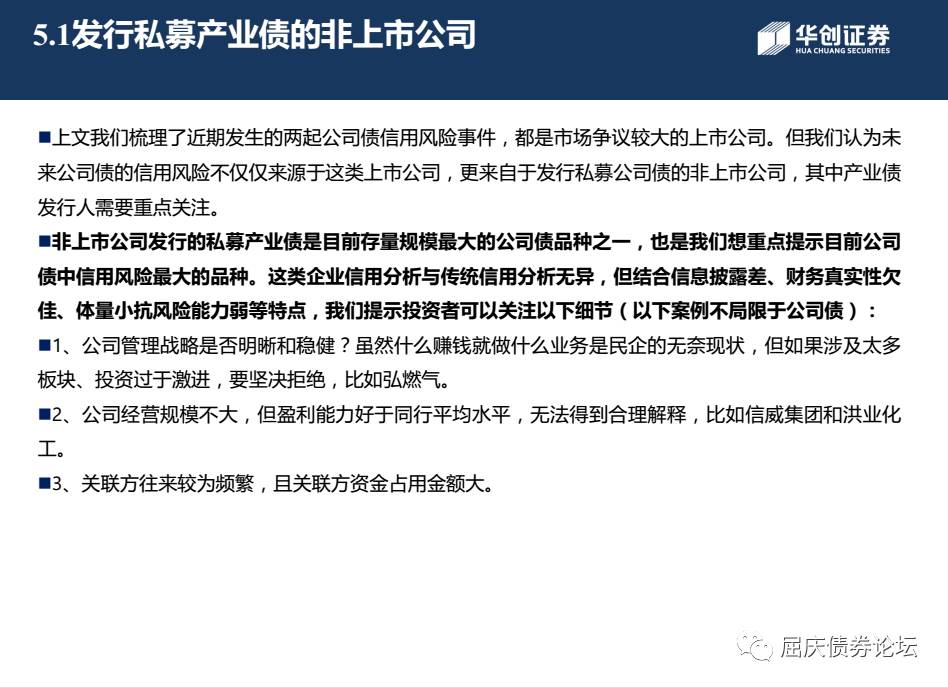 5.1发行私募产业债的非上市公司
华创证券
HUA CHUANG SECURITIES
■上文我们梳理了近期发生的两起公司债信用风险事件，都是市场争议较大的上市公司。但我们认为未
来公司债的信用风险不仅仅来源于这类上市公司，更来自于发行私募公司债的非上市公司，其中产业债
发行人需要重点关注。
■非上市公司发行的私募产业债是目前存量规模最大的公司债品种之一，也是我们想重点提示目前公司
债中信用风险最大的品种。这类企业信用分析与传统信用分析无异，但结合信息披露差、财务真实性欠
佳、体量小抗风险能力弱等特点，我们提示投资者可以关注以下细节（以下案例不局限于公司债）：
■1、公司管理战略是否明晰和稳健？虽然什么赚钱就做什么业务是民企的无奈现状，但如果涉及太多
板块、投资过于激进，要坚决拒绝，比如弘燃气。
■2、公司经营规模不大，但盈利能力好于同行平均水平，无法得到合理解释，比如信威集团和洪业化
工。
■3、关联方往来较为频繁，且关联方资金占用金额大。
屈庆债券论坛